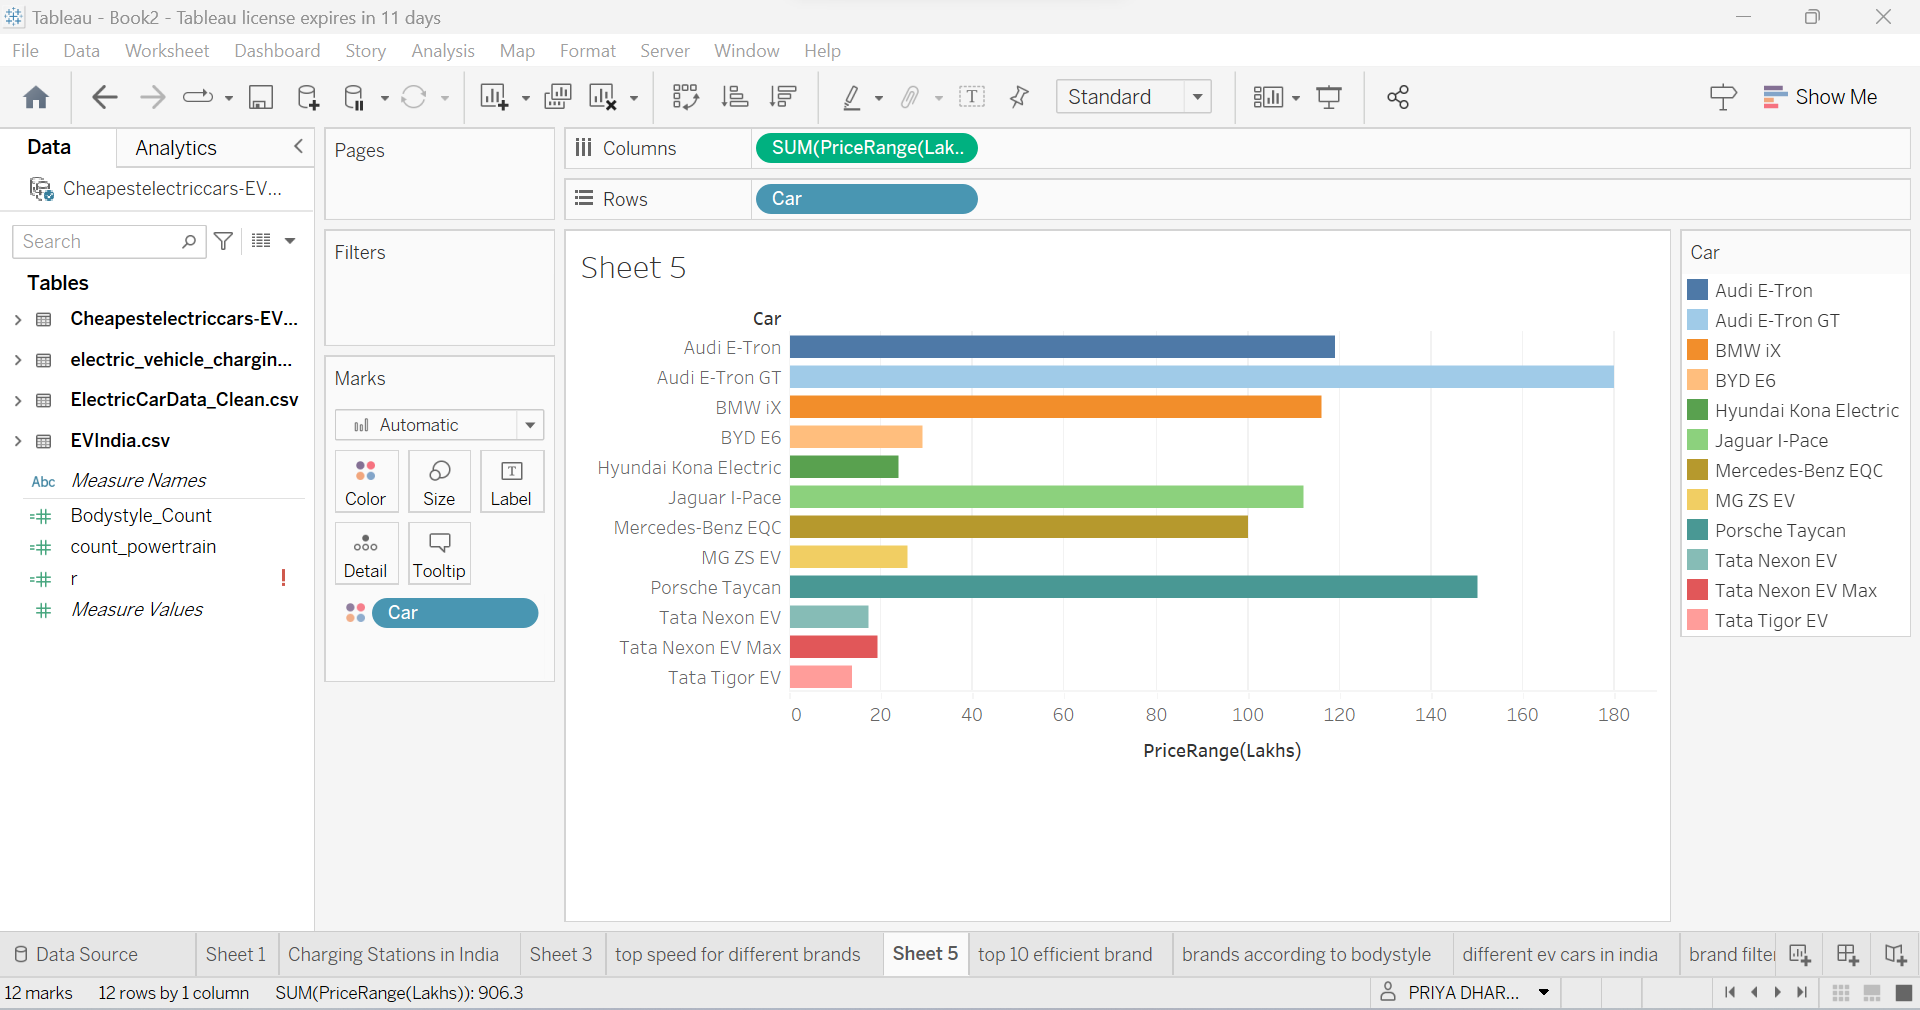 Tableau - Book2 - Tableau license expires in 11 days
File Data Worksheet Dashboard Story Analysis Map Format Server Window Help
Standard
Show Me
Data Analytics
Cheapestelectriccars-EV...
Search
Tables
Cheapestelectriccars-EV...
electric_vehicle_chargin...
ElectricCarData_Clean.csv
EVIndia.csv
Abc Measure Names
Bodystyle_Count
count_powertrain
r !
Measure Values
Pages
Filters
Marks
Automatic
Color Size T Label
Detail Tooltip
Car
Columns SUM(PriceRange(Lak..
Rows Car
Sheet 5
Car
Audi E-Tron
Audi E-Tron GT
BMW iX
BYD E6
Hyundai Kona Electric
Jaguar I-Pace
Mercedes-Benz EQC
MG ZS EV
Porsche Taycan
Tata Nexon EV
Tata Nexon EV Max
Tata Tigor EV
0 20 40 60 80 100 120 140 160 180
PriceRange(Lakhs)
Car
Audi E-Tron
Audi E-Tron GT
BMW iX
BYD E6
Hyundai Kona Electric
Jaguar I-Pace
Mercedes-Benz EQC
MG ZS EV
Porsche Taycan
Tata Nexon EV
Tata Nexon EV Max
Tata Tigor EV
Data Source Sheet 1 Charging Stations in India Sheet 3 top speed for different brands Sheet 5 top 10 efficient brand brands according to bodystyle different ev cars in india brand filter
12 marks 12 rows by 1 column SUM(PriceRange(Lakhs)): 906.3 PRIYA DHAR...